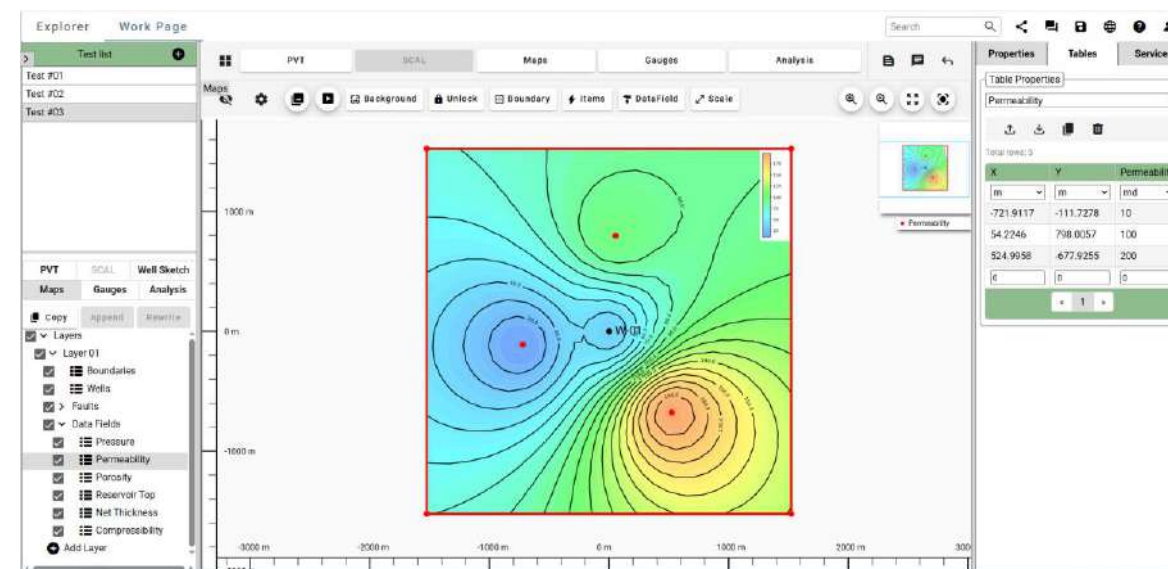 Explorer Work Page Search
Test list
Test #01
Test #02
Test #03
PVT SCAL Maps Gauges Analysis
Maps
Background Unlock Boundary Items DataField Scale
1000 m
0 m
-1000 m
-3000 m -2000 m -1000 m 0 m 1000 m 2000 m 300
W-01
Permeability
PVT SCAL Well Sketch
Maps Gauges Analysis
Copy Append Rewrite
Layers
Layer 01
Boundaries
Wells
Faults
Data Fields
Pressure
Permeability
Porosity
Reservoir Top
Net Thickness
Compressibility
Add Layer
Properties Tables Service
Table Properties
Permeability
Total rows: 3
X Y Permeabilit
m m md
-721.9117 -111.7278 10
54.2246 798.0057 100
524.9958 -677.9255 200
0 0 0
« 1 »